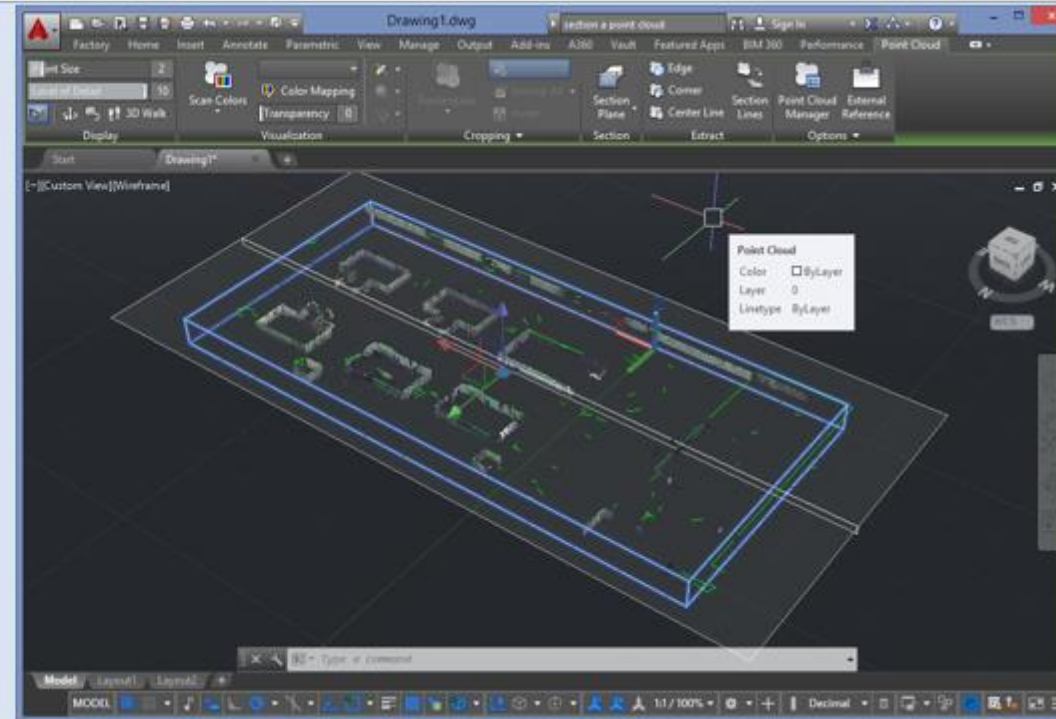 Drawing1.dwg
section a point cloud
Sign In
Factory Home Insert Annotate Parametric View Manage Output Add-ins A360 Vault Featured Apps BIM 360 Performance Point Cloud
Size 2
Level of Detail 10
3D Walk
Display
Scan Colors
Color Mapping
Transparency 0
Visualization
Cropping
Section Plane
Section
Edge
Corner
Center Line
Section Lines
Extract
Point Cloud Manager
External Reference
Options
Start Drawing1*
[-][Custom View][Wireframe]
Point Cloud
Color ByLayer
Layer 0
Linetype ByLayer
Type a command
Model Layout1 Layout2
MODEL 1:1 / 100% Decimal